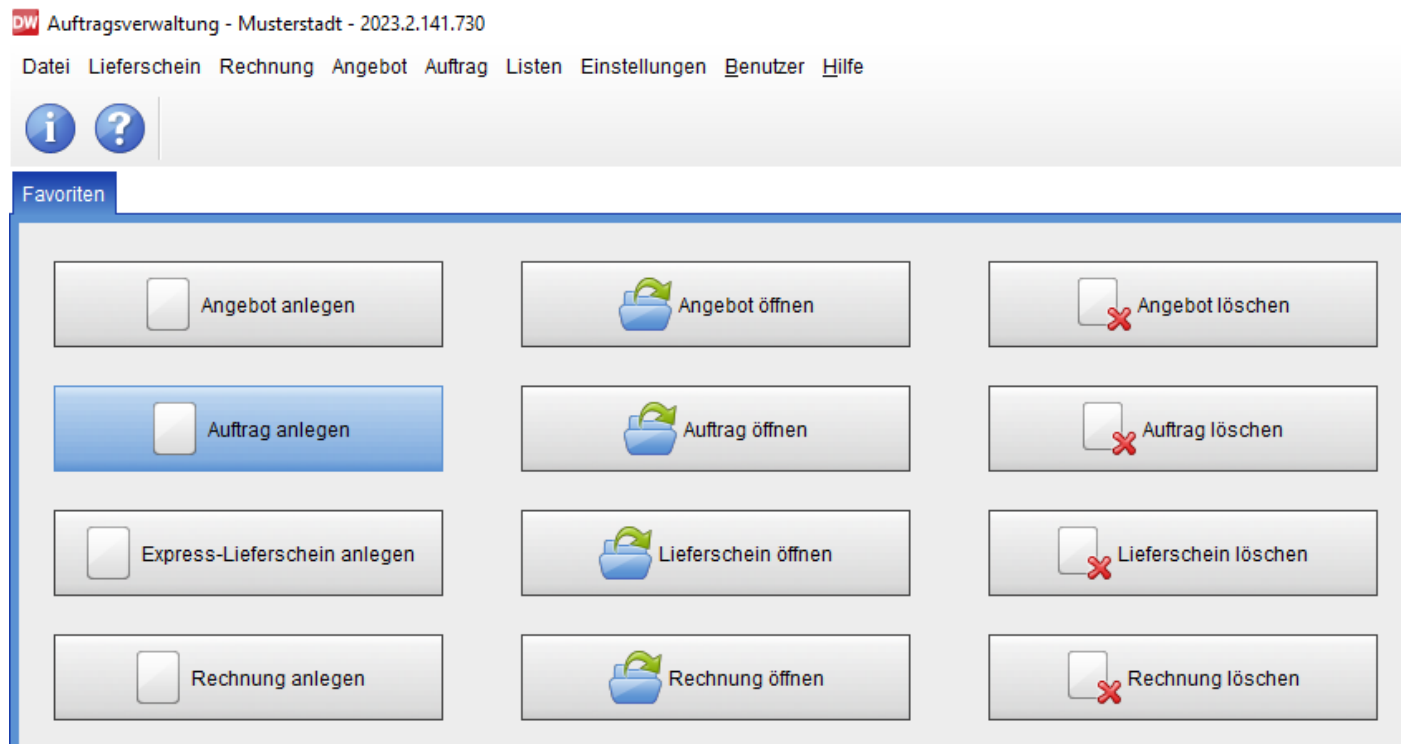 DW Auftragsverwaltung - Musterstadt - 2023.2.141.730
Datei Lieferschein Rechnung Angebot Auftrag Listen Einstellungen Benutzer Hilfe
i ?
Favoriten
Angebot anlegen Angebot öffnen Angebot löschen
Auftrag anlegen Auftrag öffnen Auftrag löschen
Express-Lieferschein anlegen Lieferschein öffnen Lieferschein löschen
Rechnung anlegen Rechnung öffnen Rechnung löschen